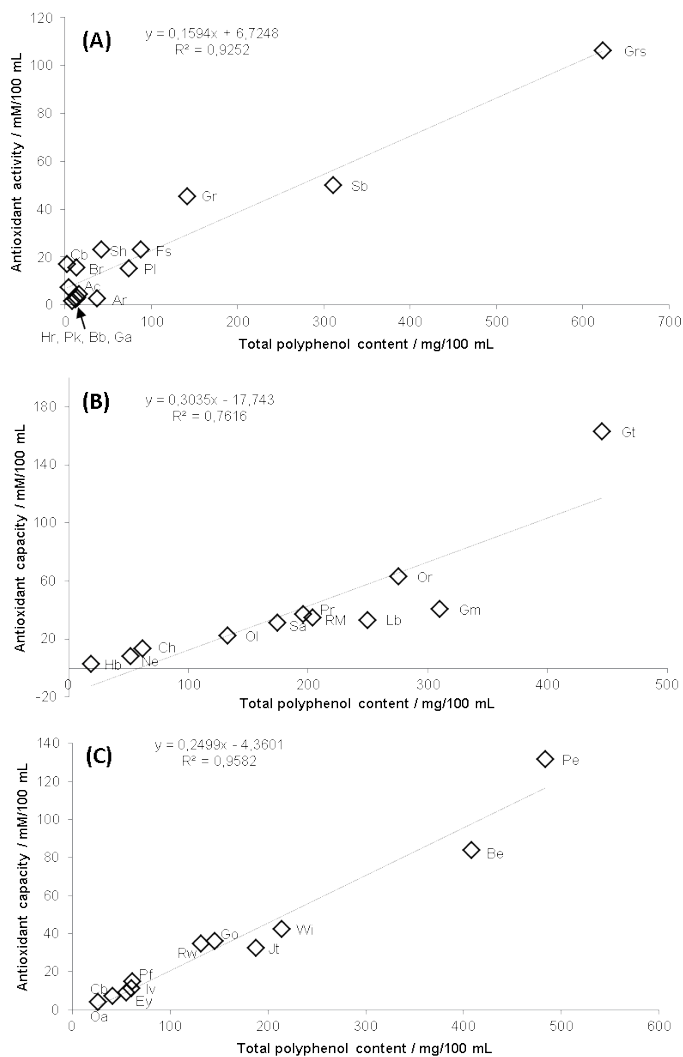 (A)
y = 0,1594x + 6,7248
R² = 0,9252
Antioxidant activity / mM/100 mL
120
100
80
60
40
20
0
Grs
Sb
Gr
Sh
Fs
Cb
Br
Pl
Ac
Ar
0 100 200 300 400 500 600 700
Hr, Pk, Bb, Ga
Total polyphenol content / mg/100 mL
(B)
y = 0,3035x - 17,743
R² = 0,7616
Antioxidant capacity / mM/100 mL
180
140
100
60
20
-20
Gt
Or
Gm
Pr
RM
Lb
Sa
Ol
Ch
Ne
Hb
0 100 200 300 400 500
Total polyphenol content / mg/100 mL
(C)
y = 0,2499x - 4,3601
R² = 0,9582
Antioxidant capacity / mM/100 mL
140
120
100
80
60
40
20
0
Pe
Be
Wi
Go
Rw
Jt
Pf
Iv
Ch
Ey
Oa
0 100 200 300 400 500 600
Total polyphenol content / mg/100 mL